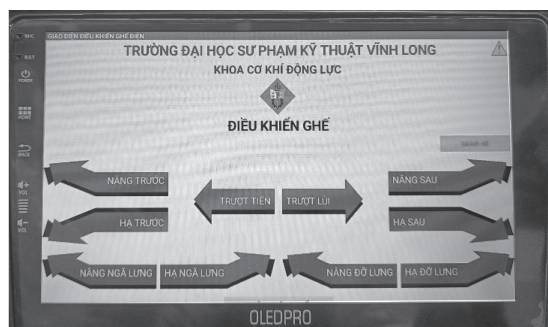 MIC
GIAO DIỆN ĐIỀU KHIỂN GHẾ ĐIỆN
RST
TRƯỜNG ĐẠI HỌC SƯ PHẠM KỸ THUẬT VĨNH LONG
KHOA CƠ KHÍ ĐỘNG LỰC
POWER
HOME
ĐIỀU KHIỂN GHẾ
BACK
NÂNG TRƯỚC
NÂNG SAU
VOL
TRƯỢT TIẾN
TRƯỢT LÙI
HẠ TRƯỚC
HẠ SAU
VOL
NÂNG NGÃ LƯNG
HẠ NGÃ LƯNG
NÂNG ĐỠ LƯNG
HẠ ĐỠ LƯNG
OLEDPRO